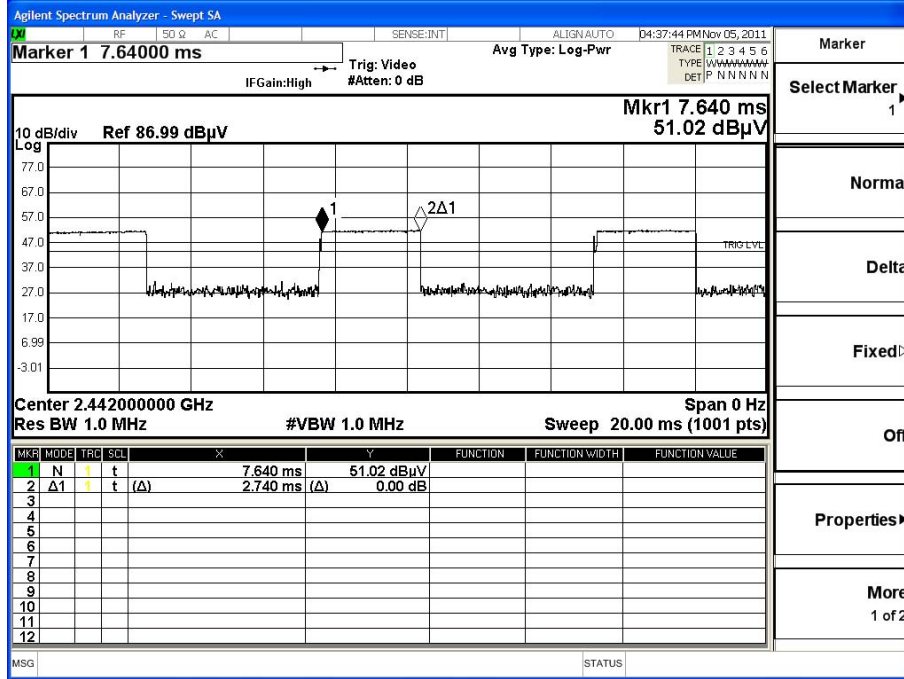 Agilent Spectrum Analyzer - Swept SA
LXI RF 50 Ω AC SENSE:INT ALIGN AUTO 04:37:44 PM Nov 05, 2011
Marker 1 7.64000 ms
Trig: Video
IFGain:High #Atten: 0 dB
Avg Type: Log-Pwr
TRACE 1 2 3 4 5 6
TYPE WWWWWW
DET P N N N N N
Mkr1 7.640 ms
51.02 dBµV
10 dB/div Ref 86.99 dBµV
Log
77.0
67.0
57.0
47.0
37.0
27.0
17.0
6.99
-3.01
1
2Δ1
TRIG LVL
Center 2.442000000 GHz Span 0 Hz
Res BW 1.0 MHz #VBW 1.0 MHz Sweep 20.00 ms (1001 pts)
MKR MODE TRC SCL X Y FUNCTION FUNCTION WIDTH FUNCTION VALUE
1 N 1 t 7.640 ms 51.02 dBµV
2 Δ1 1 t (Δ) 2.740 ms (Δ) 0.00 dB
3
4
5
6
7
8
9
10
11
12
MSG STATUS
Marker
Select Marker
1
Norma
Delta
Fixed
Off
Properties
More
1 of 2